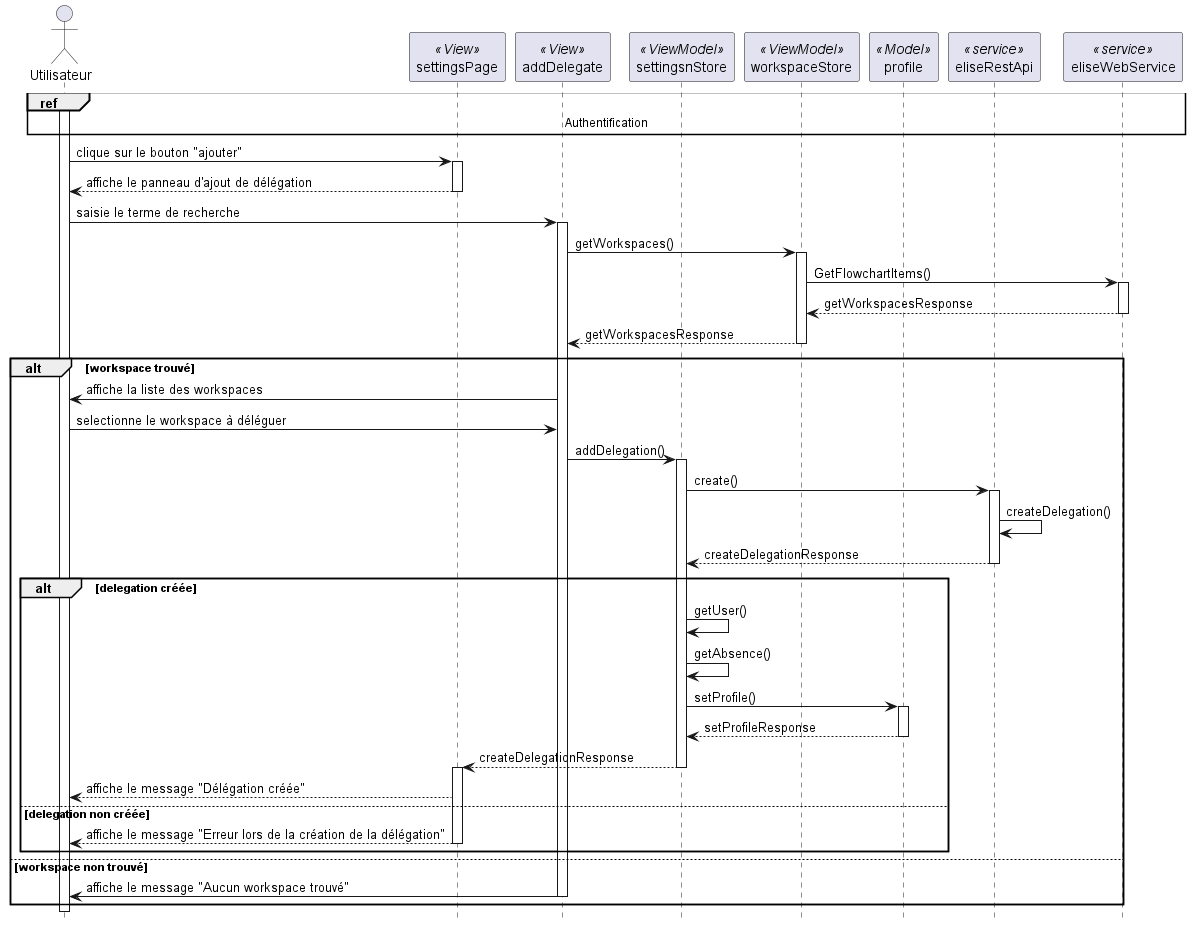 Utilisateur
«View»
settingsPage
«View»
addDelegate
«ViewModel»
settingsnStore
«ViewModel»
workspaceStore
«Model»
profile
«service»
eliseRestApi
«service»
eliseWebService
ref
Authentification
clique sur le bouton "ajouter"
affiche le panneau d'ajout de délégation
saisie le terme de recherche
getWorkspaces()
GetFlowchartItems()
getWorkspacesResponse
getWorkspacesResponse
alt [workspace trouvé]
affiche la liste des workspaces
selectionne le workspace à déléguer
addDelegation()
create()
createDelegation()
createDelegationResponse
alt [delegation créée]
getUser()
getAbsence()
setProfile()
setProfileResponse
createDelegationResponse
affiche le message "Délégation créée"
[delegation non créée]
affiche le message "Erreur lors de la création de la délégation"
[workspace non trouvé]
affiche le message "Aucun workspace trouvé"